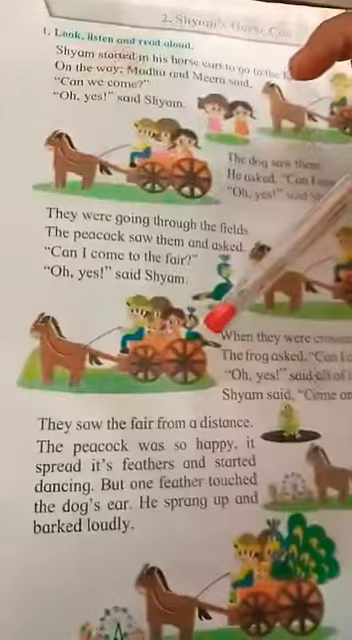 2. Shyam's Horse Cart
1. Look, listen and read aloud.
Shyam started in his horse cart to go to the
On the way, Madhu and Meera said,
"Can we come?"
"Oh, yes!" said Shyam.
The dog saw them.
He asked, "Can I
"Oh, yes!" said
They were going through the fields.
The peacock saw them and asked,
"Can I come to the fair?"
"Oh, yes!" said Shyam.
When they were
The frog asked, "Can I
"Oh, yes!" said all of
Shyam said, "Come
They saw the fair from a distance.
The peacock was so happy, it
spread it's feathers and started
dancing. But one feather touched
the dog's ear. He sprang up and
barked loudly.